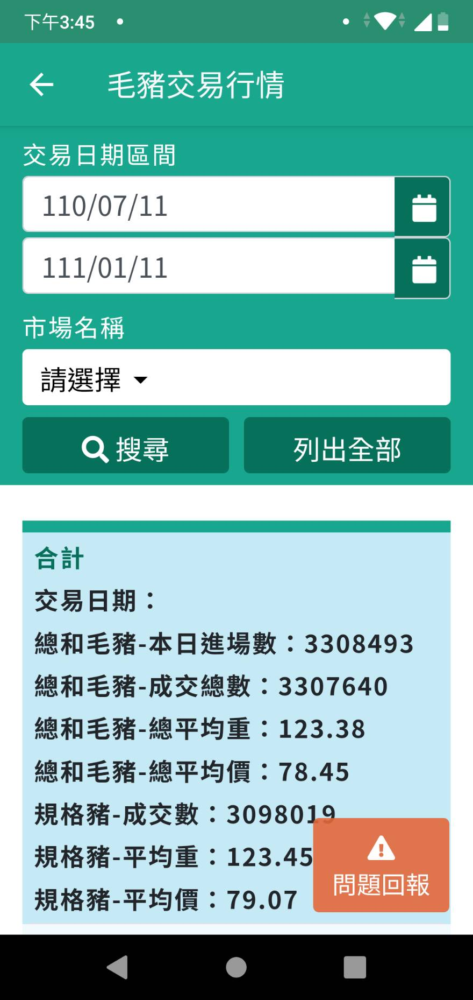 下午3:45
毛豬交易行情
交易日期區間
110/07/11
111/01/11
市場名稱
請選擇
搜尋
列出全部
合計
交易日期：
總和毛豬-本日進場數：3308493
總和毛豬-成交總數：3307640
總和毛豬-總平均重：123.38
總和毛豬-總平均價：78.45
規格豬-成交數：3098019
規格豬-平均重：123.45
規格豬-平均價：79.07
問題回報